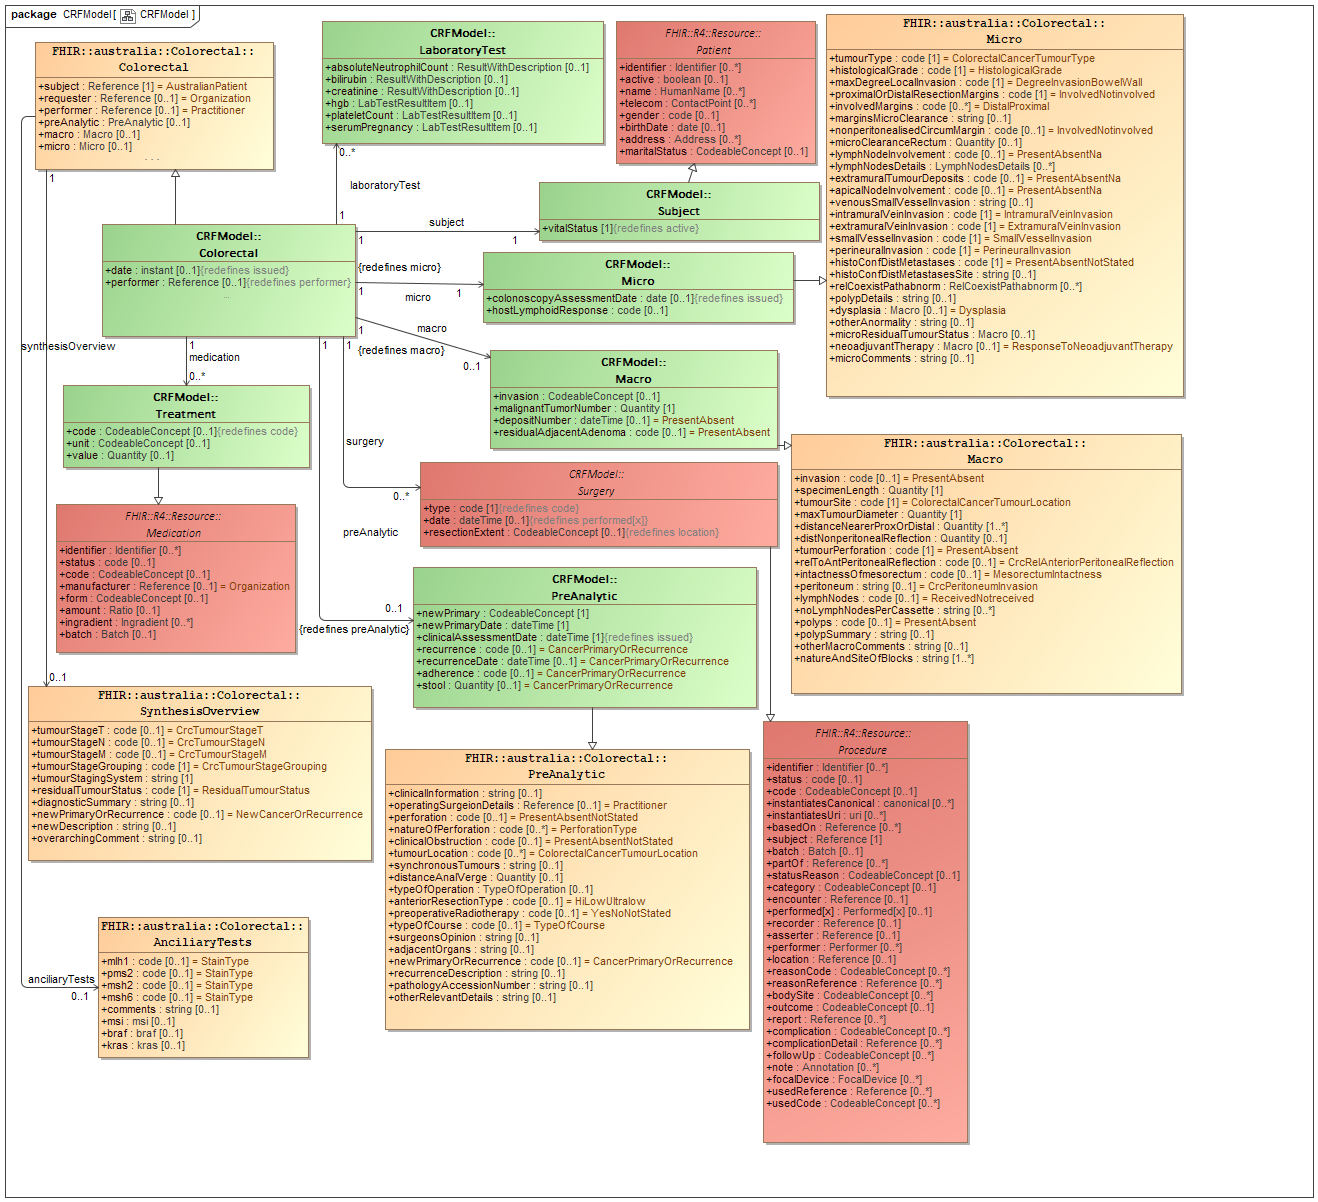 package CRFModel[ CRFModel ]
FHIR::australia::Colorectal::
Colorectal
+subject : Reference [1] = AustralianPatient
+requester : Reference [0..1] = Organization
+performer : Reference [0..1] = Practitioner
+preAnalytic : PreAnalytic [0..1]
+macro : Macro [0..1]
+micro : Micro [0..1]
. . .
CRFModel::
LaboratoryTest
+absoluteNeutrophilCount : ResultWithDescription [0..1]
+bilirubin : ResultWithDescription [0..1]
+creatinine : ResultWithDescription [0..1]
+hgb : LabTestResultItem [0..1]
+plateletCount : LabTestResultItem [0..1]
+serumPregnancy : LabTestResultItem [0..1]
FHIR::R4::Resource::
Patient
+identifier : Identifier [0..*]
+active : boolean [0..1]
+name : HumanName [0..*]
+telecom : ContactPoint [0..*]
+gender : code [0..1]
+birthDate : date [0..1]
+address : Address [0..*]
+maritalStatus : CodeableConcept [0..1]
FHIR::australia::Colorectal::
Micro
+tumourType : code [1] = ColorectalCancerTumourType
+histologicalGrade : code [1] = HistologicalGrade
+maxDegreeLocalInvasion : code [1] = DegreeInvasionBowelWall
+proximalOrDistalResectionMargins : code [1] = InvolvedNotinvolved
+involvedMargins : code [0..*] = DistalProximal
+marginsMicroClearance : string [0..1]
+nonperitonealisedCircumMargin : code [1] = InvolvedNotinvolved
+microClearanceRectum : Quantity [0..1]
+lymphNodeInvolvement : code [0..1] = PresentAbsentNa
+lymphNodesDetails : LymphNodesDetails [0..*]
+extramuralTumourDeposits : code [0..1] = PresentAbsentNa
+apicalNodeInvolvement : code [0..1] = PresentAbsentNa
+venousSmallVesselInvasion : string [0..1]
+intramuralVeinInvasion : code [1] = IntramuralVeinInvasion
+extramuralVeinInvasion : code [1] = ExtramuralVeinInvasion
+smallVesselInvasion : code [1] = SmallVesselInvasion
+perineuralInvasion : code [1] = PerineuralInvasion
+histoConfDistMetastases : code [1] = PresentAbsentNotStated
+histoConfDistMetastasesSite : string [0..1]
+relCoexistPathabnorm : RelCoexistPathabnorm [0..*]
+polypDetails : string [0..1]
+dysplasia : Macro [0..1] = Dysplasia
+otherAnormality : string [0..1]
+microResidualTumourStatus : Macro [0..1]
+neoadjuvantTherapy : Macro [0..1] = ResponseToNeoadjuvantTherapy
+microComments : string [0..1]
0..*
laboratoryTest
1
1
CRFModel::
Subject
+vitalStatus [1]{redefines active}
subject
1
1
CRFModel::
Colorectal
+date : instant [0..1]{redefines issued}
+performer : Reference [0..1]{redefines performer}
...
{redefines micro}
1
micro
1
CRFModel::
Micro
+colonoscopyAssessmentDate : date [0..1]{redefines issued}
+hostLymphoidResponse : code [0..1]
macro
1
{redefines macro}
0..1
CRFModel::
Macro
+invasion : CodeableConcept [0..1]
+malignantTumorNumber : Quantity [1]
+depositNumber : dateTime [0..1] = PresentAbsent
+residualAdjacentAdenoma : code [0..1] = PresentAbsent
synthesisOverview
1
medication
0..*
1
1
CRFModel::
Treatment
+code : CodeableConcept [0..1]{redefines code}
+unit : CodeableConcept [0..1]
+value : Quantity [0..1]
surgery
0..*
CRFModel::
Surgery
+type : code [1]{redefines code}
+date : dateTime [0..1]{redefines performed[x]}
+resectionExtent : CodeableConcept [0..1]{redefines location}
FHIR::australia::Colorectal::
Macro
+invasion : code [0..1] = PresentAbsent
+specimenLength : Quantity [1]
+tumourSite : code [1] = ColorectalCancerTumourLocation
+maxTumourDiameter : Quantity [1]
+distanceNearerProxOrDistal : Quantity [1..*]
+distNonperitonealReflection : Quantity [0..1]
+tumourPerforation : code [1] = PresentAbsent
+relToAntPeritonealReflection : code [1] = CrcRelAnteriorPeritonealReflection
+intactnessOfmesorectum : code [1] = MesorectumIntactness
+peritoneum : string [0..1] = CrcPeritoneumInvasion
+lymphNodes : code [0..1] = ReceivedNotreceived
+noLymphNodesPerCassette : string [0..*]
+polyps : code [0..1] = PresentAbsent
+polypSummary : string [0..1]
+otherMacroComments : string [0..1]
+natureAndSiteOfBlocks : string [1..*]
FHIR::R4::Resource::
Medication
+identifier : Identifier [0..*]
+status : code [0..1]
+code : CodeableConcept [0..1]
+manufacturer : Reference [0..1] = Organization
+form : CodeableConcept [0..1]
+amount : Ratio [0..1]
+ingradient : Ingradient [0..*]
+batch : Batch [0..1]
preAnalytic
0..1
{redefines preAnalytic}
CRFModel::
PreAnalytic
+newPrimary : CodeableConcept [1]
+newPrimaryDate : dateTime [1]
+clinicalAssessmentDate : dateTime [1]{redefines issued}
+recurrence : code [0..1] = CancerPrimaryOrRecurrence
+recurrenceDate : dateTime [0..1] = CancerPrimaryOrRecurrence
+adherence : code [0..1] = CancerPrimaryOrRecurrence
+stool : Quantity [0..1] = CancerPrimaryOrRecurrence
0..1
FHIR::australia::Colorectal::
SynthesisOverview
+tumourStageT : code [0..1] = CrcTumourStageT
+tumourStageN : code [0..1] = CrcTumourStageN
+tumourStageM : code [0..1] = CrcTumourStageM
+tumourStageGrouping : code [1] = CrcTumourStageGrouping
+tumourStagingSystem : string [1]
+residualTumourStatus : code [1] = ResidualTumourStatus
+diagnosticSummary : string [0..1]
+newPrimaryOrRecurrence : code [0..1] = NewCancerOrRecurrence
+newDescription : string [0..1]
+overarchingComment : string [0..1]
FHIR::australia::Colorectal::
PreAnalytic
+clinicalInformation : string [0..1]
+operatingSurgeionDetails : Reference [0..1] = Practitioner
+perforation : code [0..1] = PresentAbsentNotStated
+natureOfPerforation : code [0..*] = PerforationType
+clinicalObstruction : code [0..1] = PresentAbsentNotStated
+tumourLocation : code [0..*] = ColorectalCancerTumourLocation
+synchronousTumours : string [0..1]
+distanceAnalVerge : Quantity [0..1]
+typeOfOperation : TypeOfOperation [0..1]
+anteriorResectionType : code [0..1] = HiLowUltralow
+preoperativeRadiotherapy : code [0..1] = YesNoNotStated
+typeOfCourse : code [0..1] = TypeOfCourse
+surgeonsOpinion : string [0..1]
+adjacentOrgans : string [0..1]
+newPrimaryOrRecurrence : code [0..1] = CancerPrimaryOrRecurrence
+recurrenceDescription : string [0..1]
+pathologyAccessionNumber : string [0..1]
+otherRelevantDetails : string [0..1]
FHIR::R4::Resource::
Procedure
+identifier : Identifier [0..*]
+status : code [0..1]
+code : CodeableConcept [0..1]
+instantiatesCanonical : canonical [0..*]
+instantiatesUri : uri [0..*]
+basedOn : Reference [0..*]
+subject : Reference [1]
+batch : Batch [0..1]
+partOf : Reference [0..*]
+statusReason : CodeableConcept [0..1]
+category : CodeableConcept [0..1]
+encounter : Reference [0..1]
+performed[x] : Performed[x] [0..1]
+recorder : Reference [0..1]
+asserter : Reference [0..1]
+performer : Performer [0..*]
+location : Reference [0..1]
+reasonCode : CodeableConcept [0..*]
+reasonReference : Reference [0..*]
+bodySite : CodeableConcept [0..*]
+outcome : CodeableConcept [0..1]
+report : Reference [0..*]
+complication : CodeableConcept [0..*]
+complicationDetail : Reference [0..*]
+followUp : CodeableConcept [0..*]
+note : Annotation [0..*]
+focalDevice : FocalDevice [0..*]
+usedReference : Reference [0..*]
+usedCode : CodeableConcept [0..*]
anciliaryTests
0..1
FHIR::australia::Colorectal::
AnciliaryTests
+mlh1 : code [0..1] = StainType
+pms2 : code [0..1] = StainType
+msh2 : code [0..1] = StainType
+msh6 : code [0..1] = StainType
+comments : string [0..1]
+msi : msi [0..1]
+braf : braf [0..1]
+kras : kras [0..1]